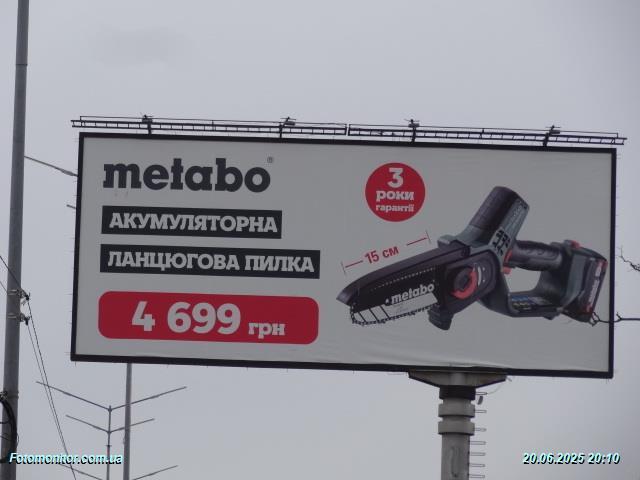 metabo®
АКУМУЛЯТОРНА
ЛАНЦЮГОВА ПИЛКА
4 699 грн
3
роки
гарантії
15 см
metabo
Fotomonitor.com.ua
20.06.2025 20:10